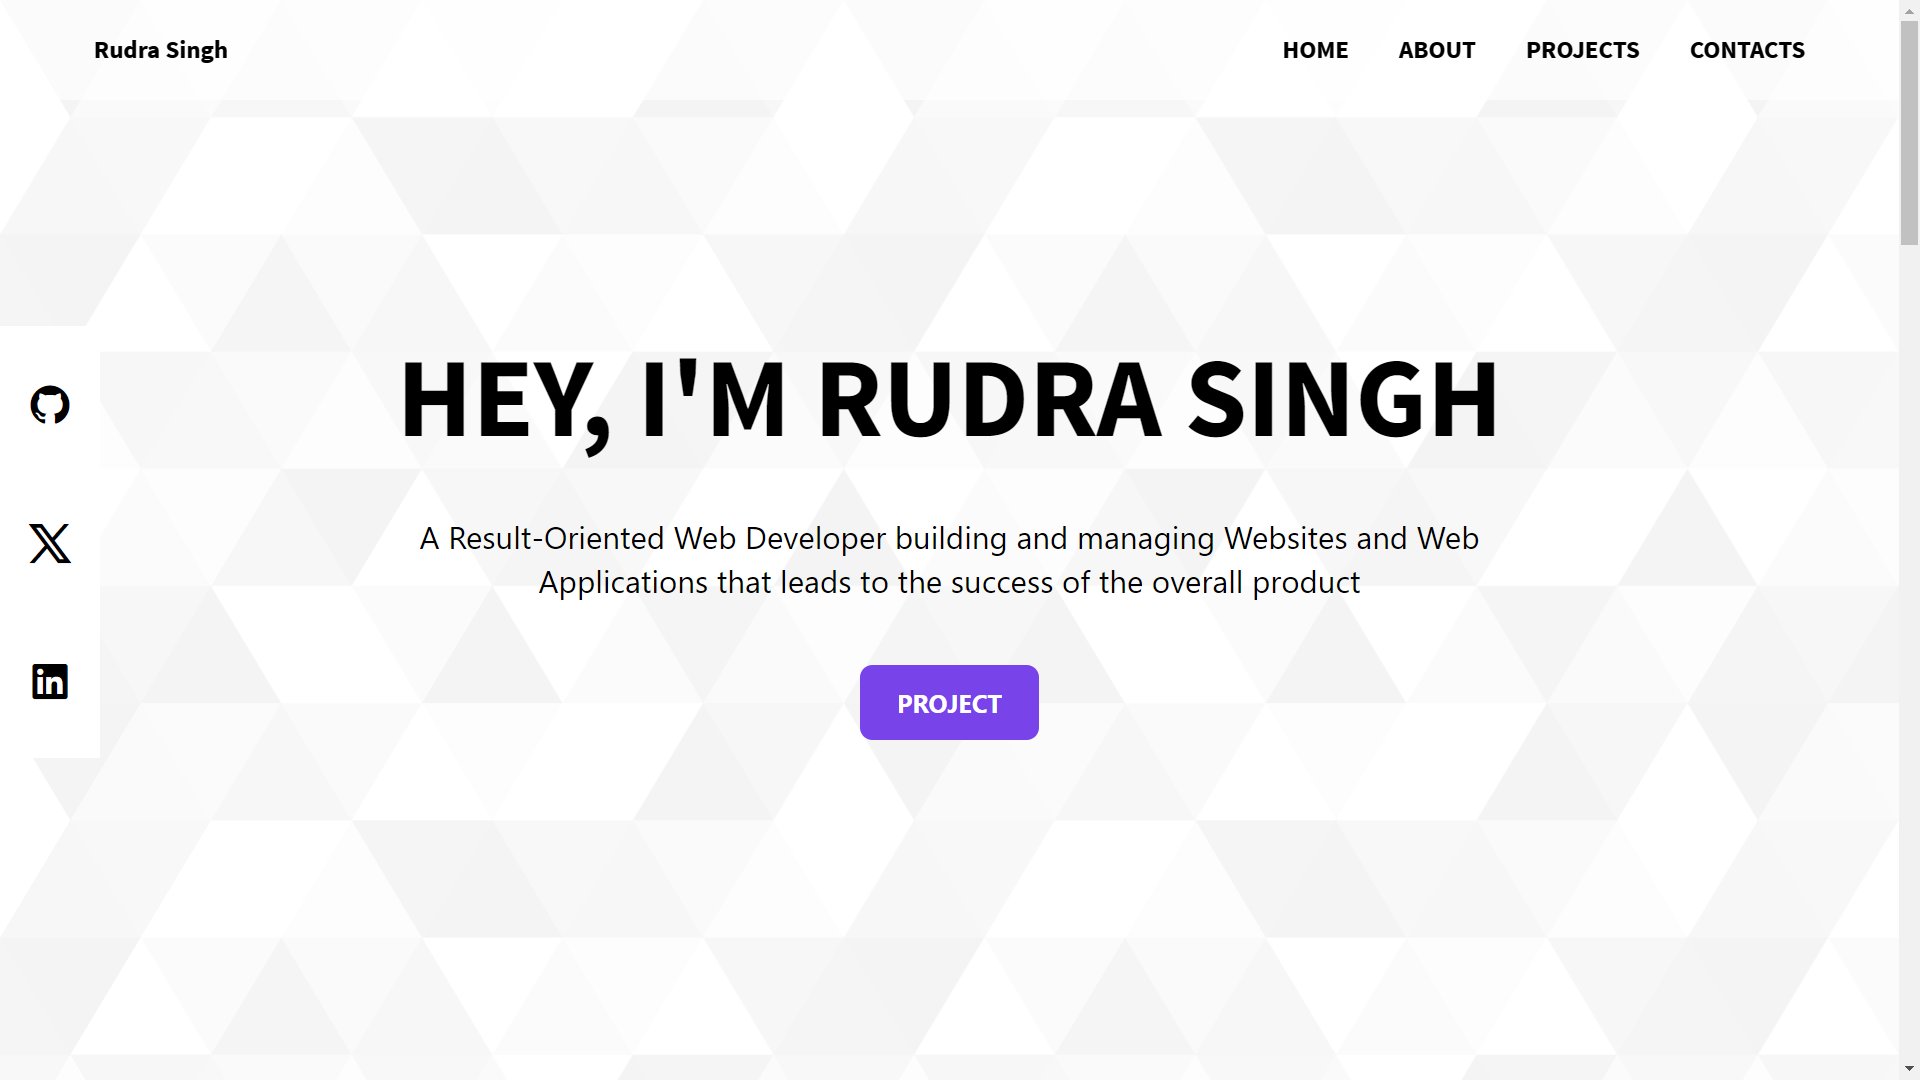 Rudra Singh
HOME ABOUT PROJECTS CONTACTS
HEY, I'M RUDRA SINGH
A Result-Oriented Web Developer building and managing Websites and Web
Applications that leads to the success of the overall product
PROJECT